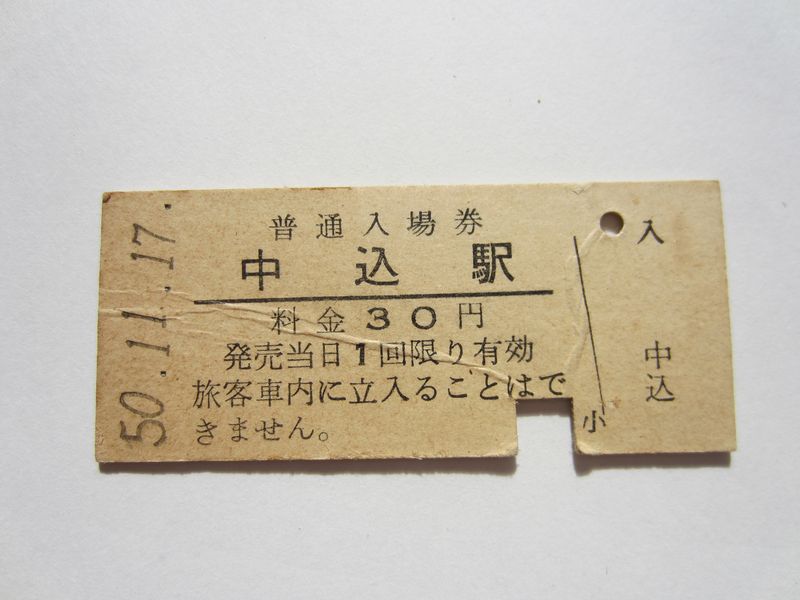 50.11.17.
普通入場券
中込駅
料金30円
発売当日1回限り有効
旅客車内に立入ることはで
きません。
小
入
中込